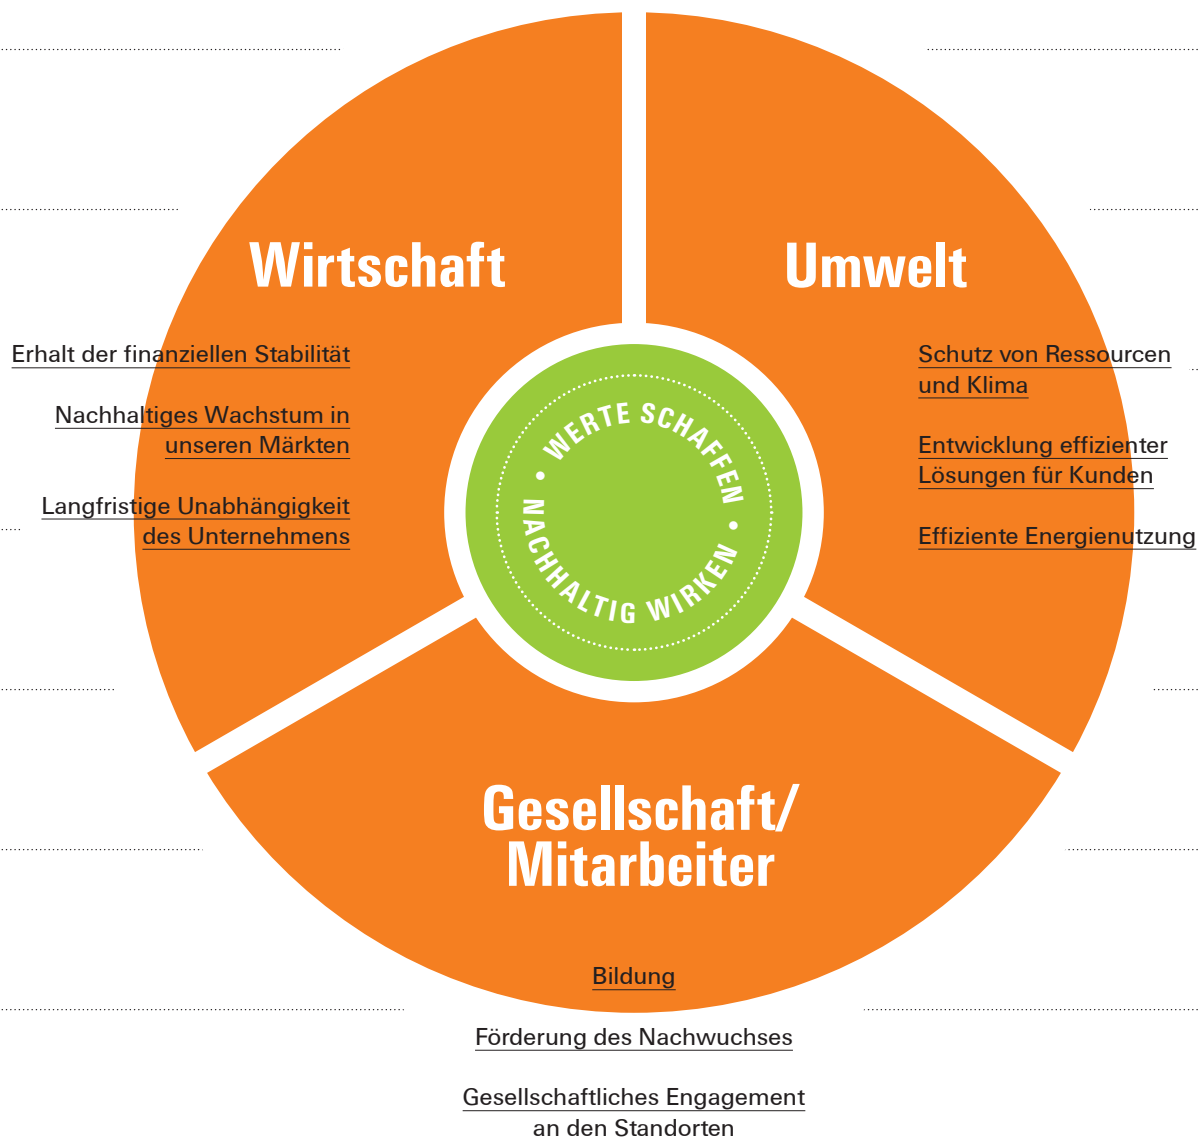 Wirtschaft
Erhalt der finanziellen Stabilität
Nachhaltiges Wachstum in
unseren Märkten
Langfristige Unabhängigkeit
des Unternehmens
Umwelt
Schutz von Ressourcen
und Klima
Entwicklung effizienter
Lösungen für Kunden
Effiziente Energienutzung
• WERTE SCHAFFEN •
NACHHALTIG WIRKEN
Gesellschaft/
Mitarbeiter
Bildung
Förderung des Nachwuchses
Gesellschaftliches Engagement
an den Standorten